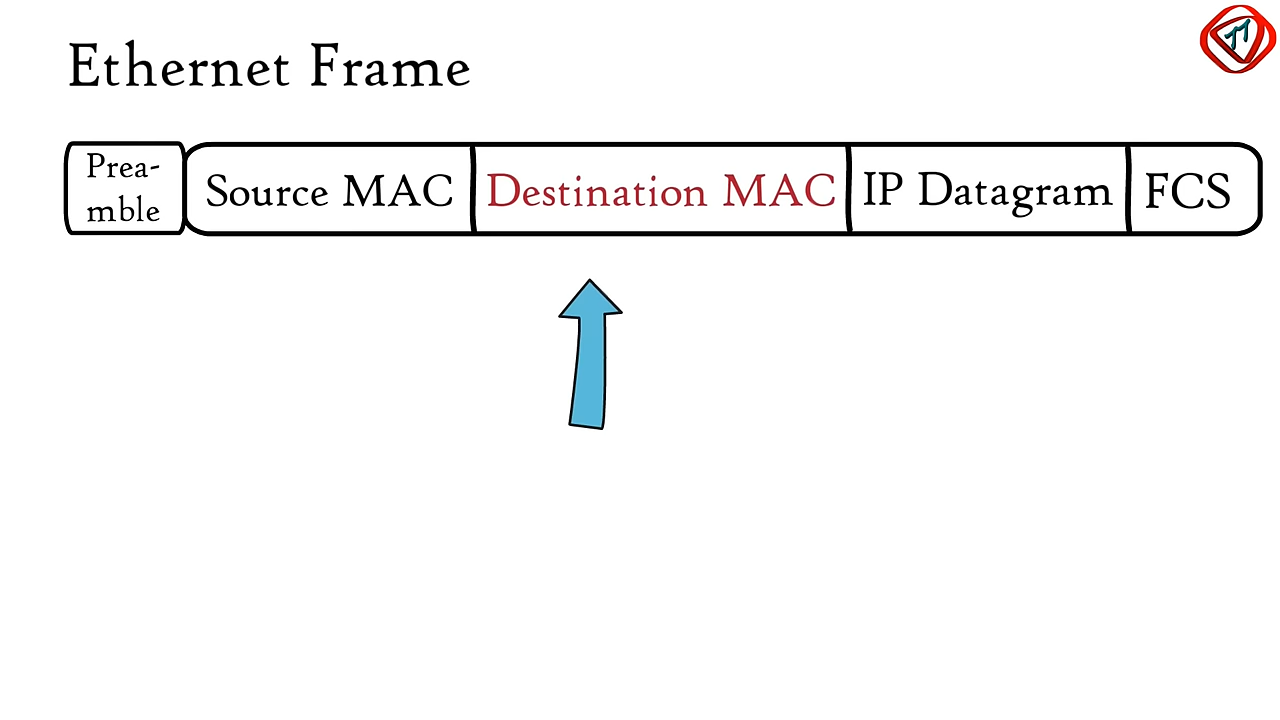 Ethernet Frame
Prea-
mble
Source MAC
Destination MAC
IP Datagram
FCS